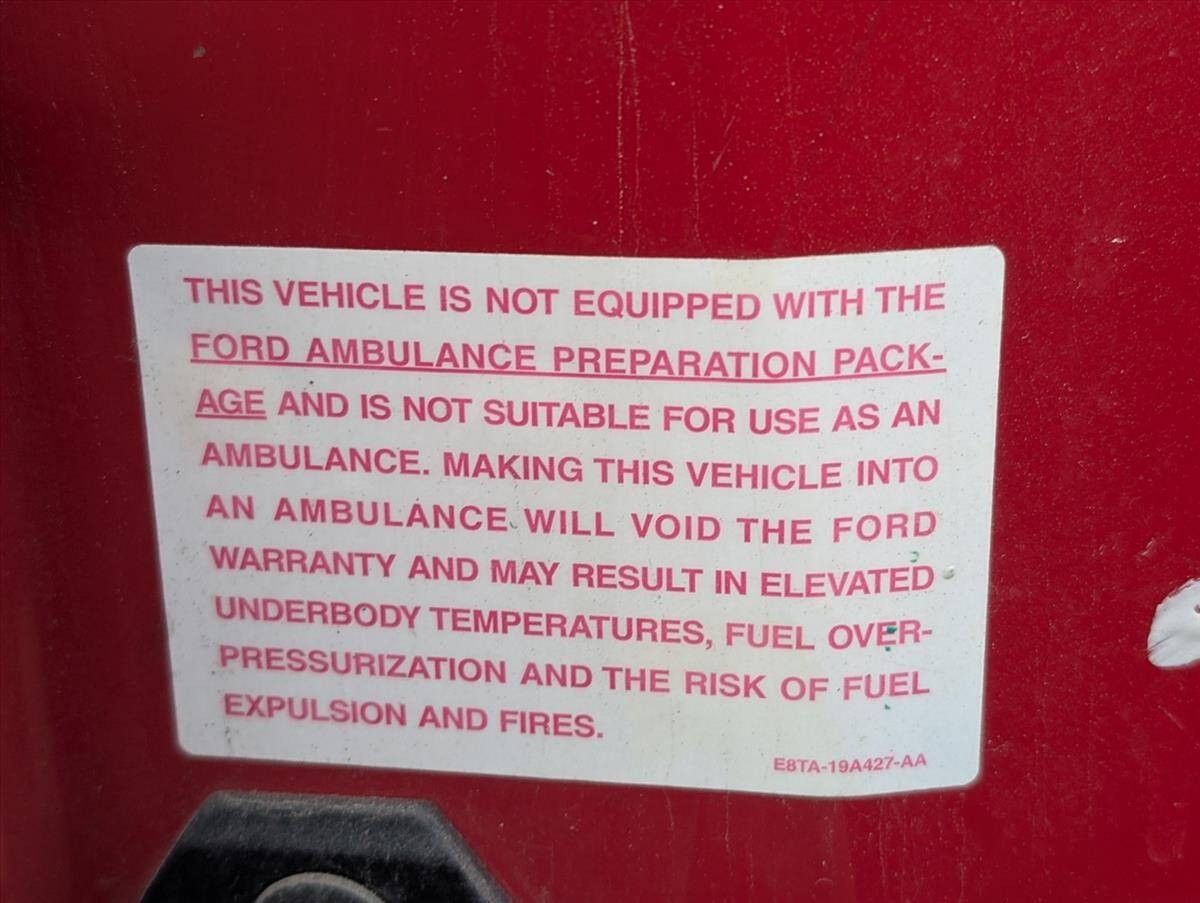 THIS VEHICLE IS NOT EQUIPPED WITH THE
FORD AMBULANCE PREPARATION PACK-
AGE AND IS NOT SUITABLE FOR USE AS AN
AMBULANCE. MAKING THIS VEHICLE INTO
AN AMBULANCE WILL VOID THE FORD
WARRANTY AND MAY RESULT IN ELEVATED
UNDERBODY TEMPERATURES, FUEL OVER-
PRESSURIZATION AND THE RISK OF FUEL
EXPULSION AND FIRES.
E8TA-19A427-AA